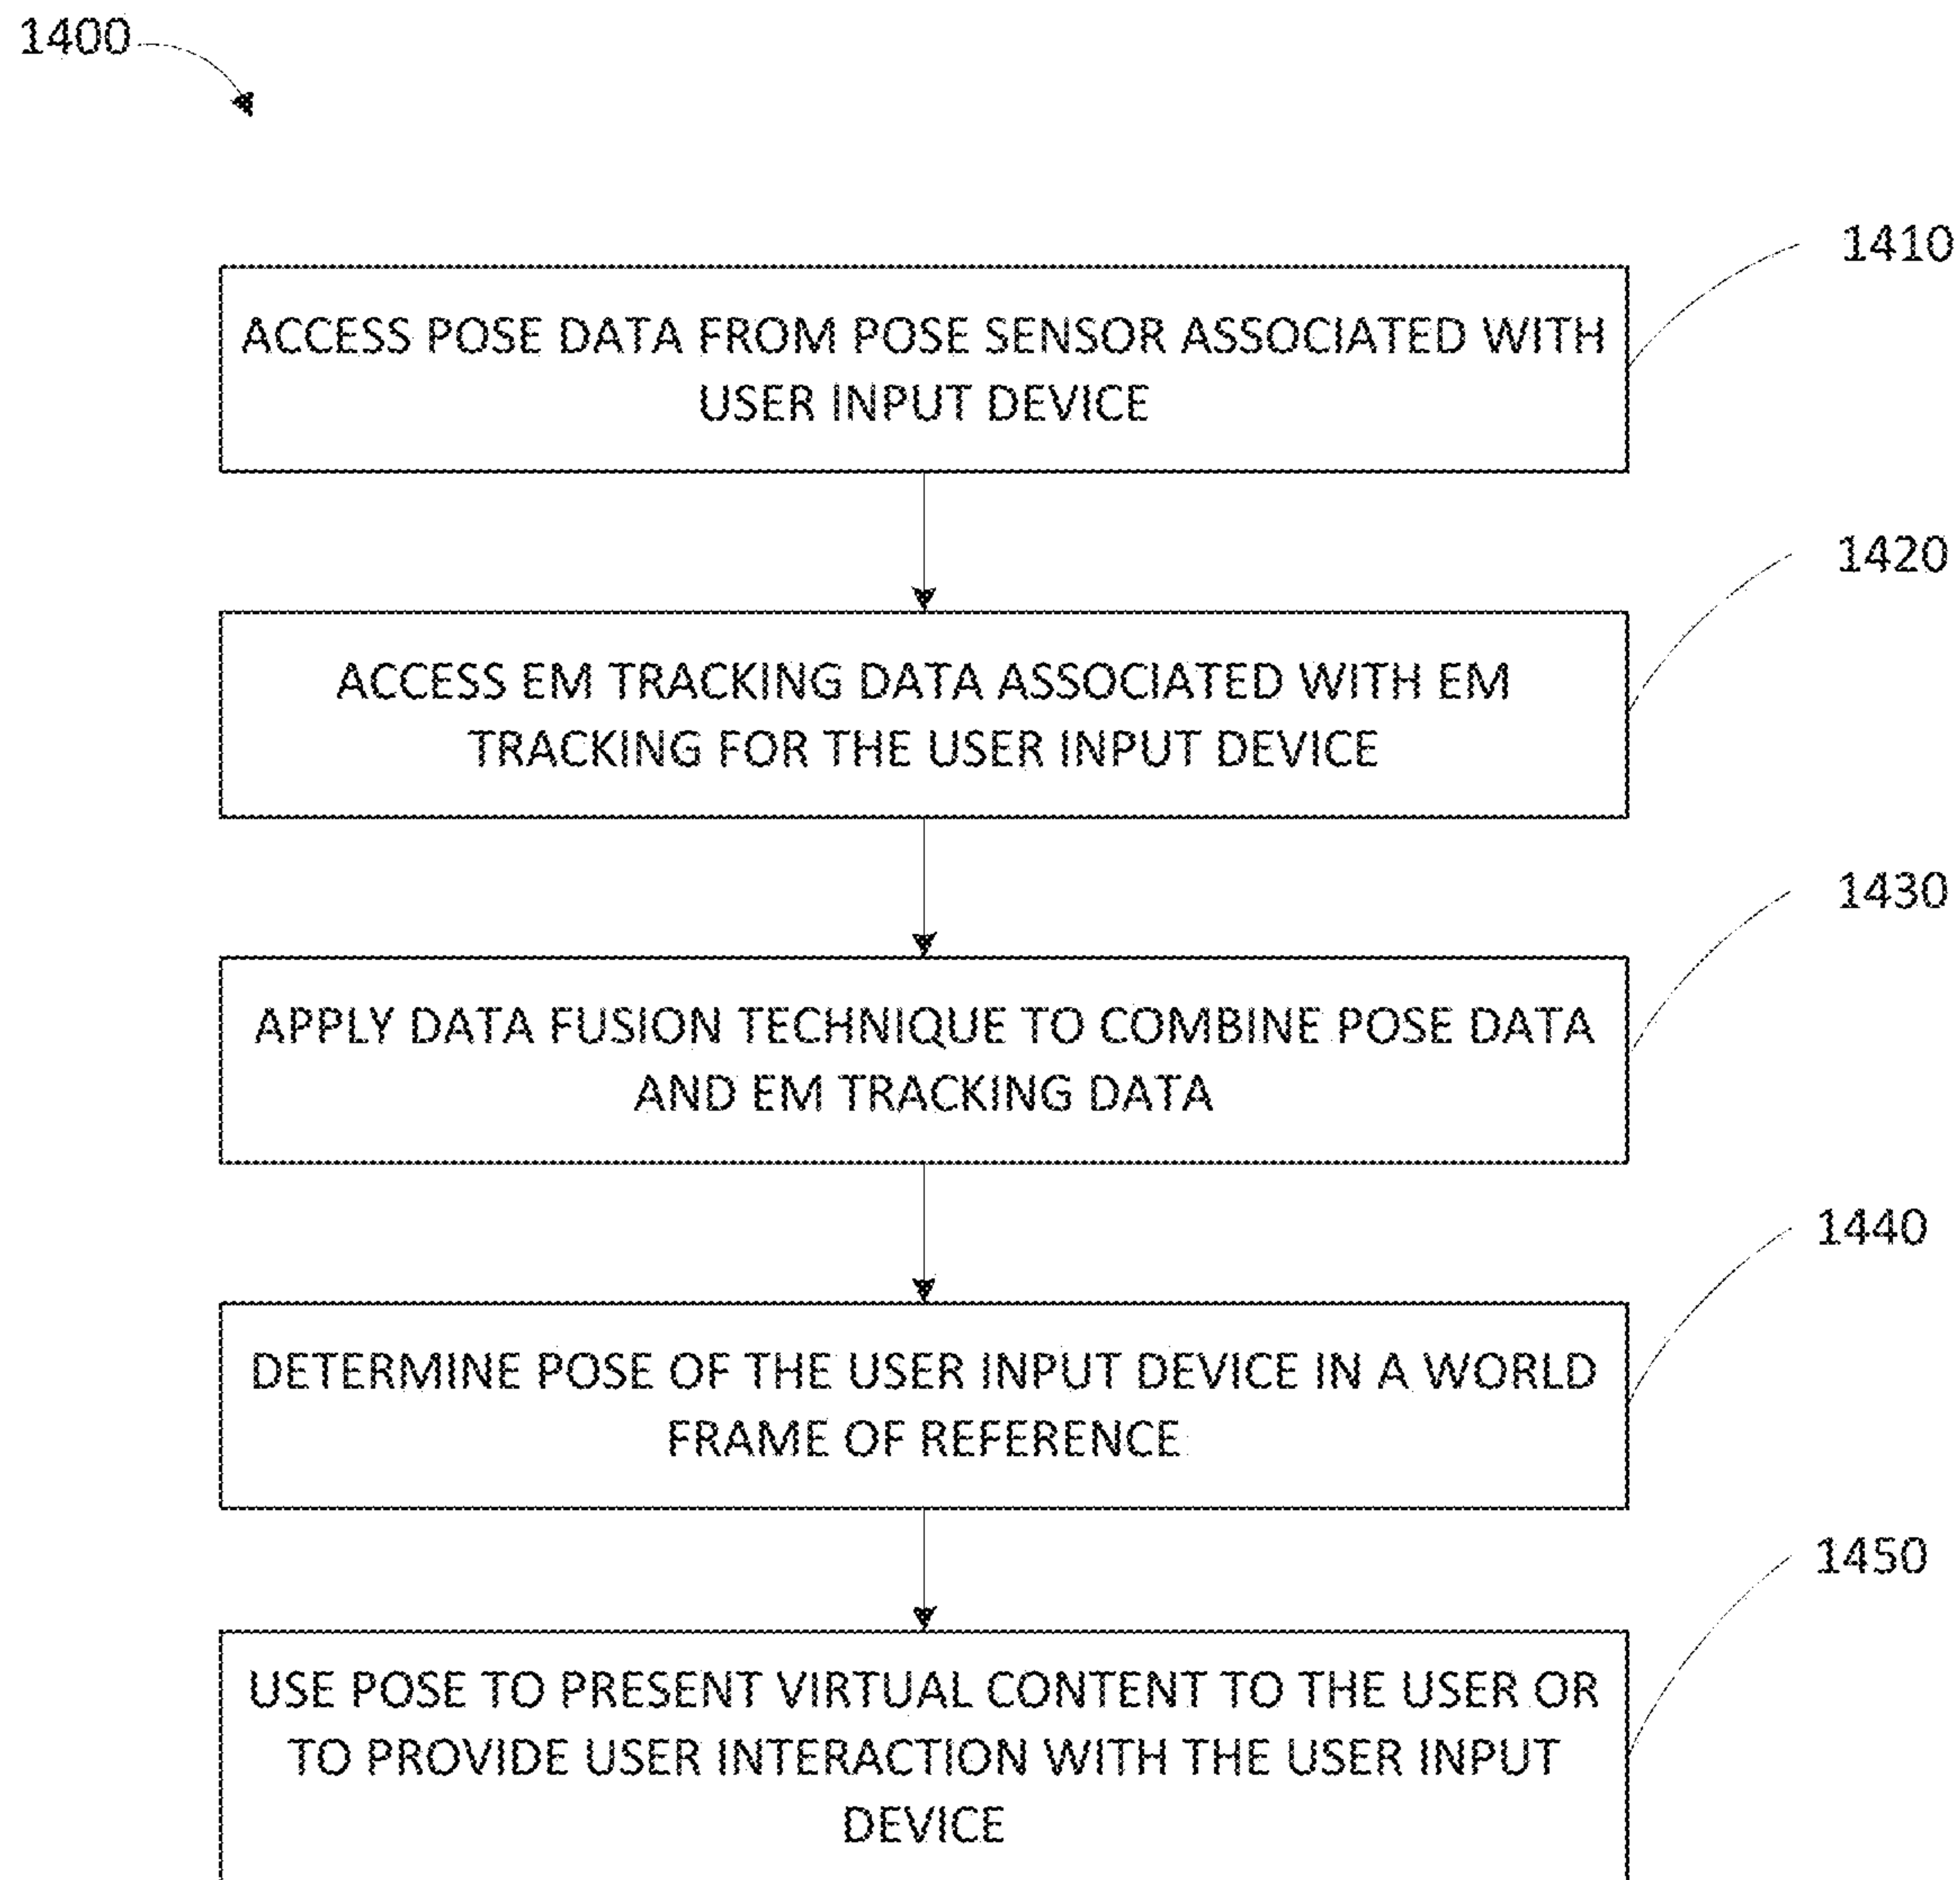 1400
1410
ACCESS POSE DATA FROM POSE SENSOR ASSOCIATED WITH
USER INPUT DEVICE
1420
ACCESS EM TRACKING DATA ASSOCIATED WITH EM
TRACKING FOR THE USER INPUT DEVICE
1430
APPLY DATA FUSION TECHNIQUE TO COMBINE POSE DATA
AND EM TRACKING DATA
1440
DETERMINE POSE OF THE USER INPUT DEVICE IN A WORLD
FRAME OF REFERENCE
1450
USE POSE TO PRESENT VIRTUAL CONTENT TO THE USER OR
TO PROVIDE USER INTERACTION WITH THE USER INPUT
DEVICE